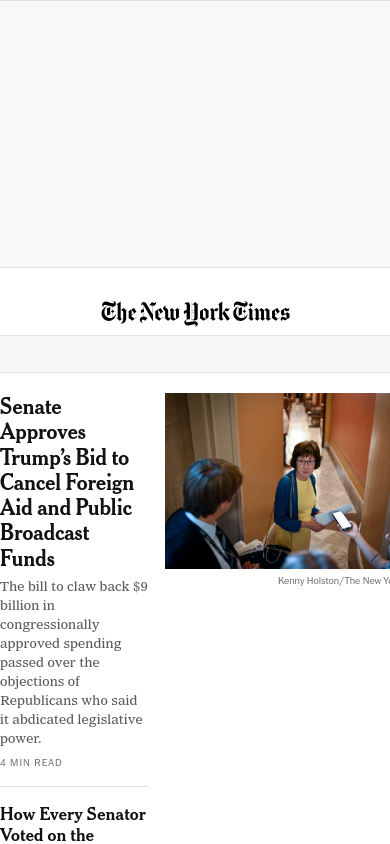 The New York Times
Senate
Approves
Trump’s Bid to
Cancel Foreign
Aid and Public
Broadcast
Funds
The bill to claw back $9
billion in
congressionally
approved spending
passed over the
objections of
Republicans who said
it abdicated legislative
power.
4 MIN READ
Kenny Holston/The New Yo
How Every Senator
Voted on the